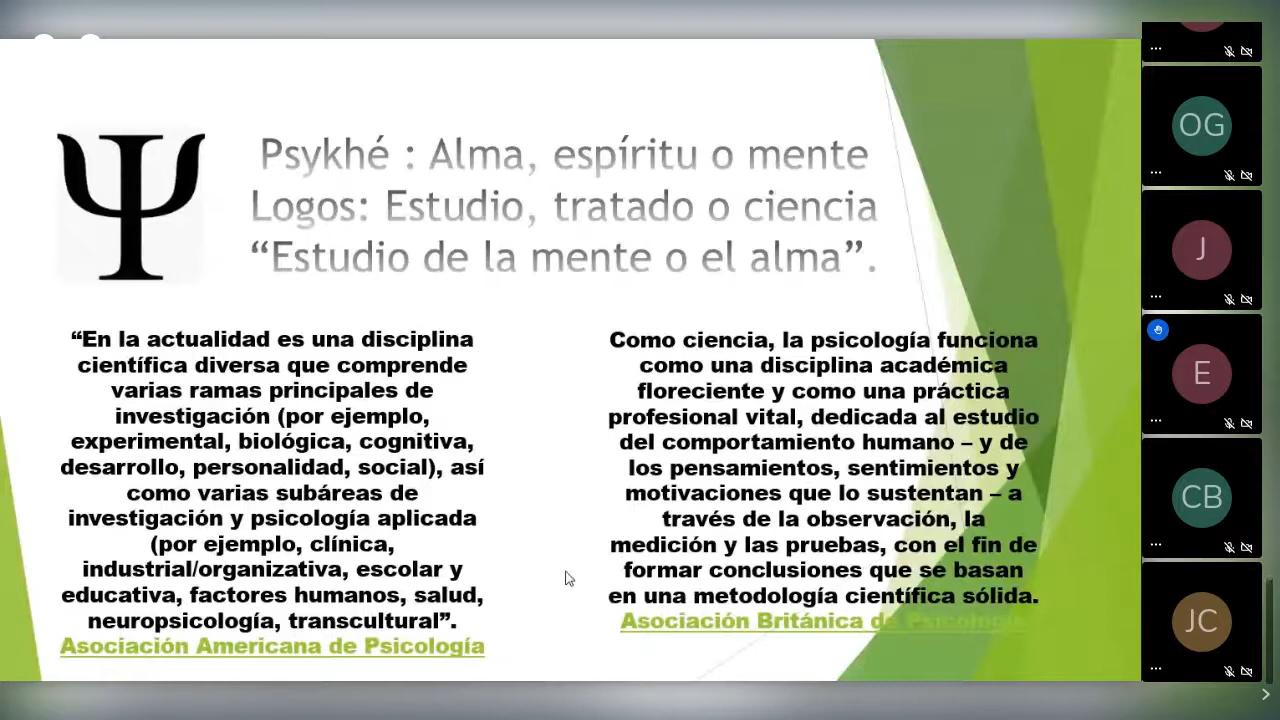 Ψ
Psykhé : Alma, espíritu o mente
Logos: Estudio, tratado o ciencia
“Estudio de la mente o el alma”.
“En la actualidad es una disciplina
científica diversa que comprende
varias ramas principales de
investigación (por ejemplo,
experimental, biológica, cognitiva,
desarrollo, personalidad, social), así
como varias subáreas de
investigación y psicología aplicada
(por ejemplo, clínica,
industrial/organizativa, escolar y
educativa, factores humanos, salud,
neuropsicología, transcultural”.
Asociación Americana de Psicología
Como ciencia, la psicología funciona
como una disciplina académica
floreciente y como una práctica
profesional vital, dedicada al estudio
del comportamiento humano – y de
los pensamientos, sentimientos y
motivaciones que lo sustentan – a
través de la observación, la
medición y las pruebas, con el fin de
formar conclusiones que se basan
en una metodología científica sólida.
Asociación Británica de Psicología
OG
J
E
CB
JC